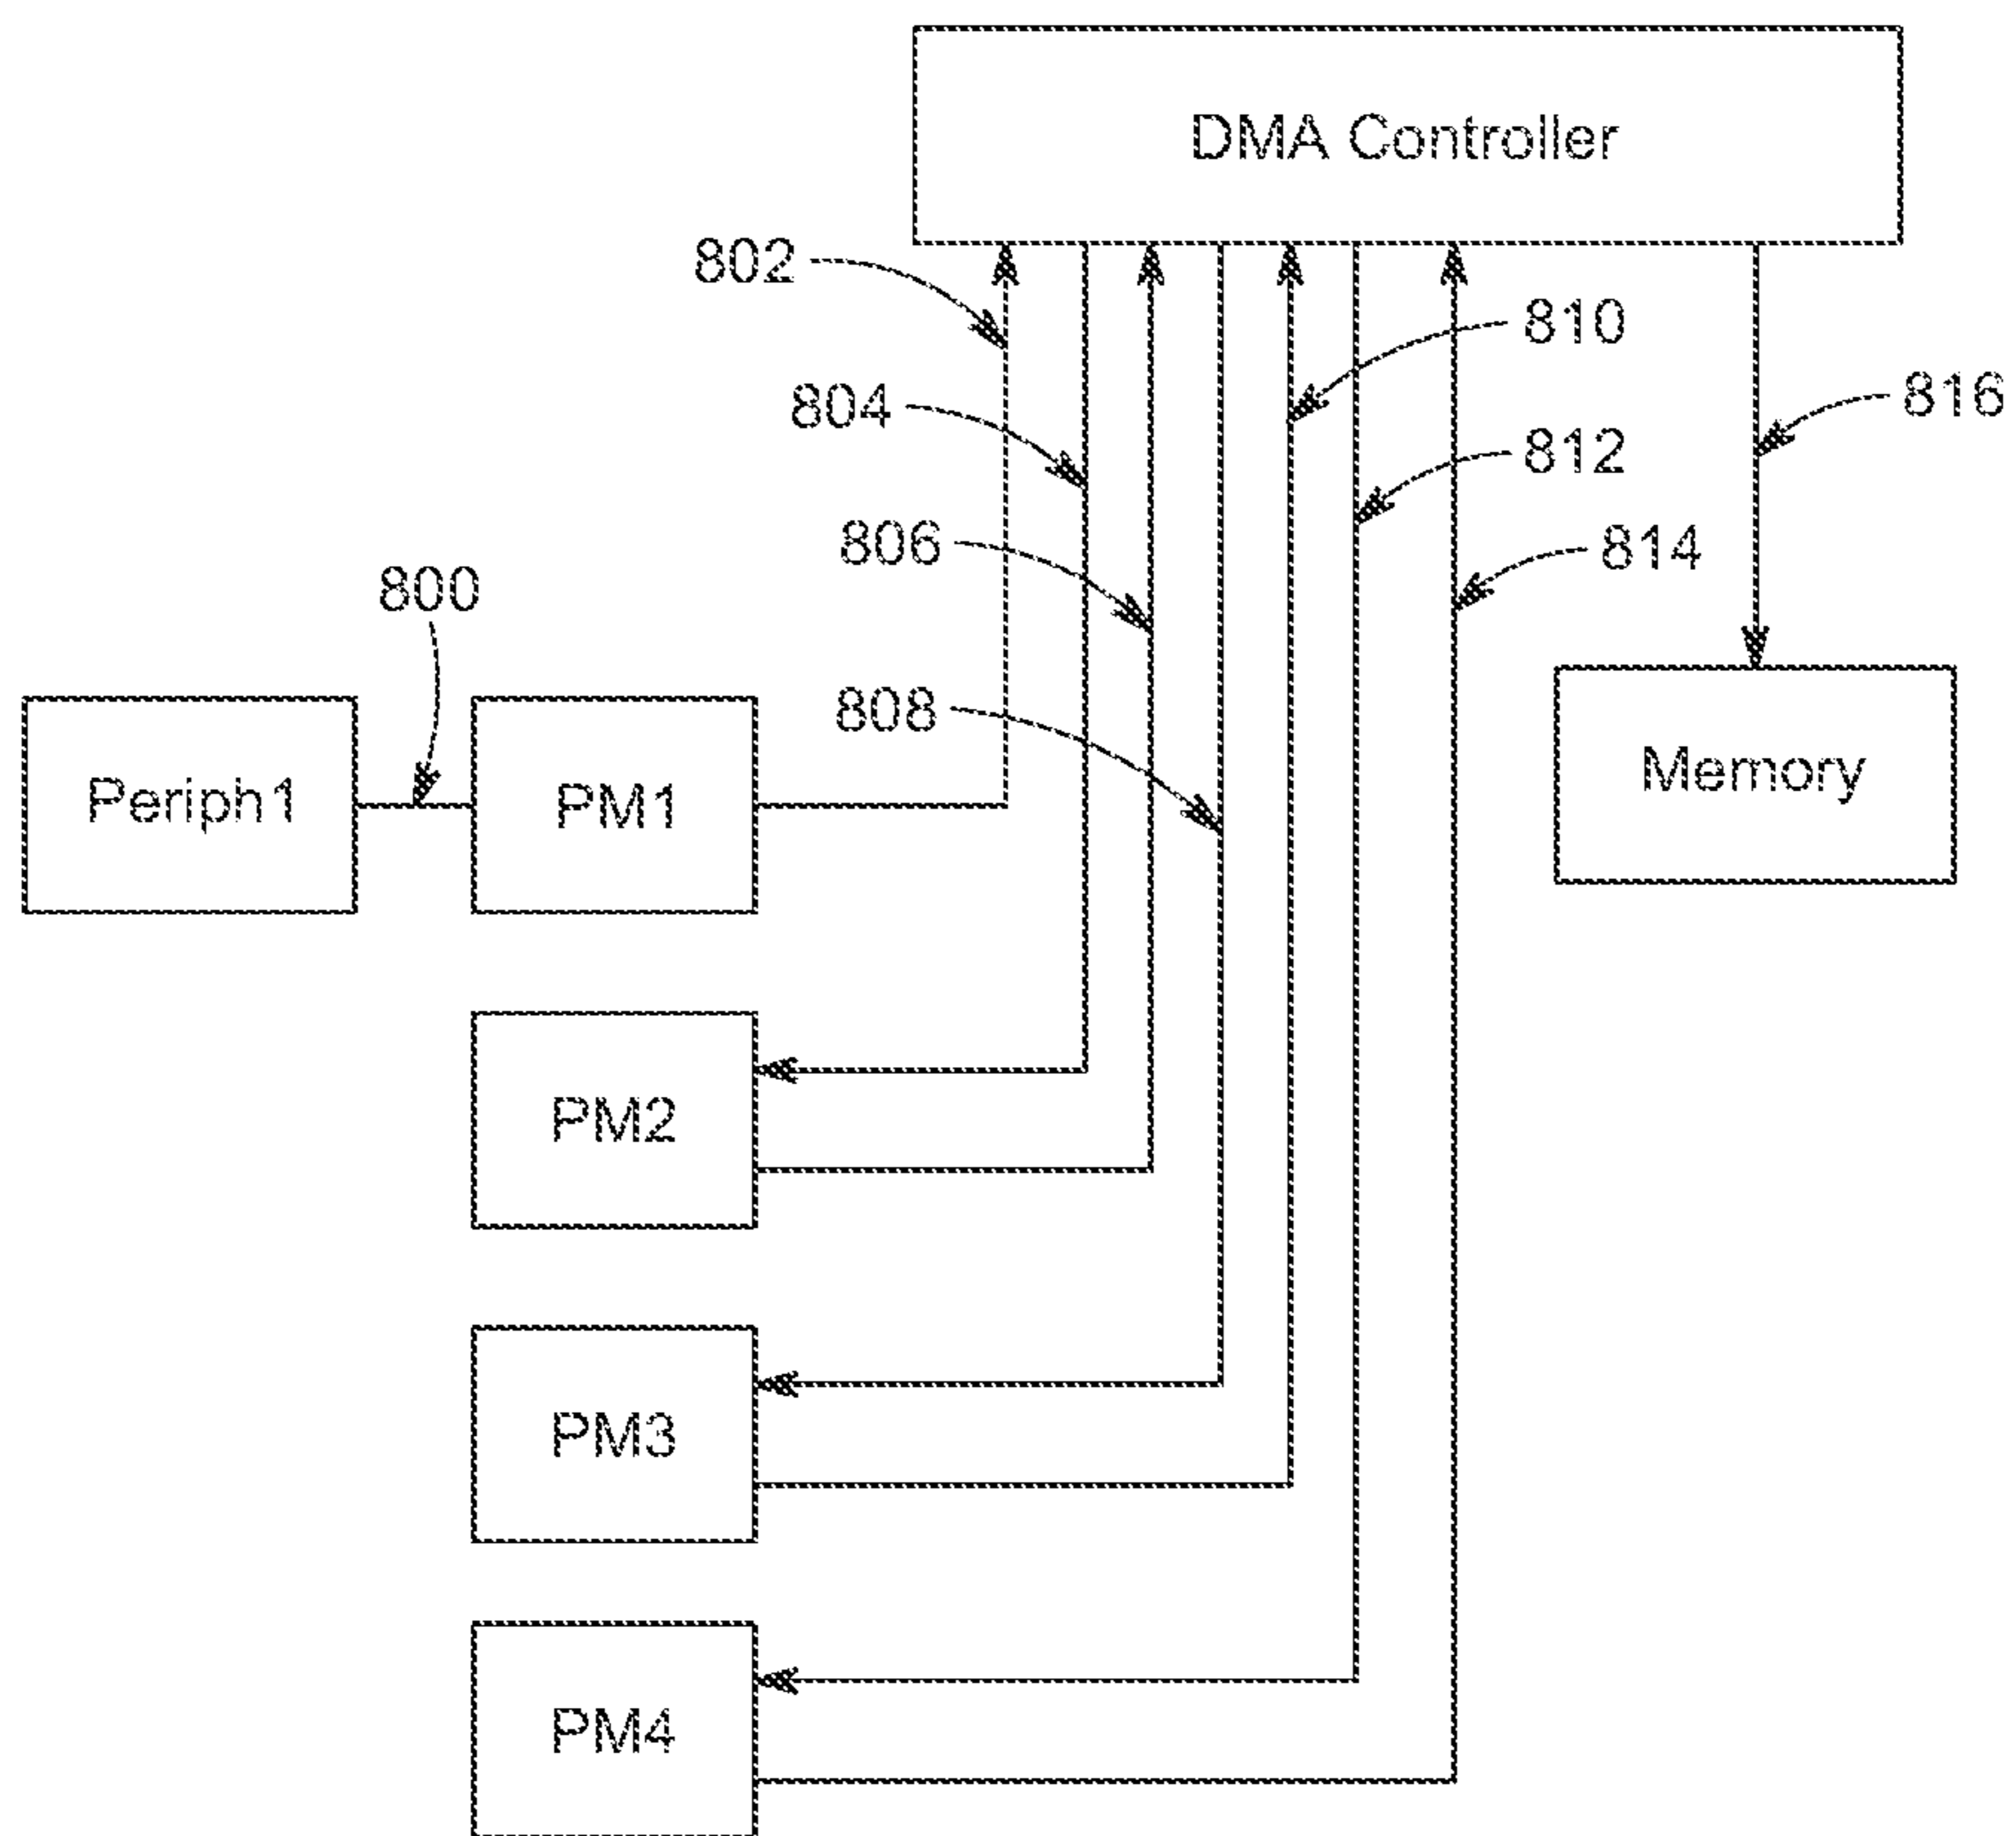 DMA Controller
802
810
804
816
812
806
814
800
808
Periph1
PM1
Memory
PM2
PM3
PM4